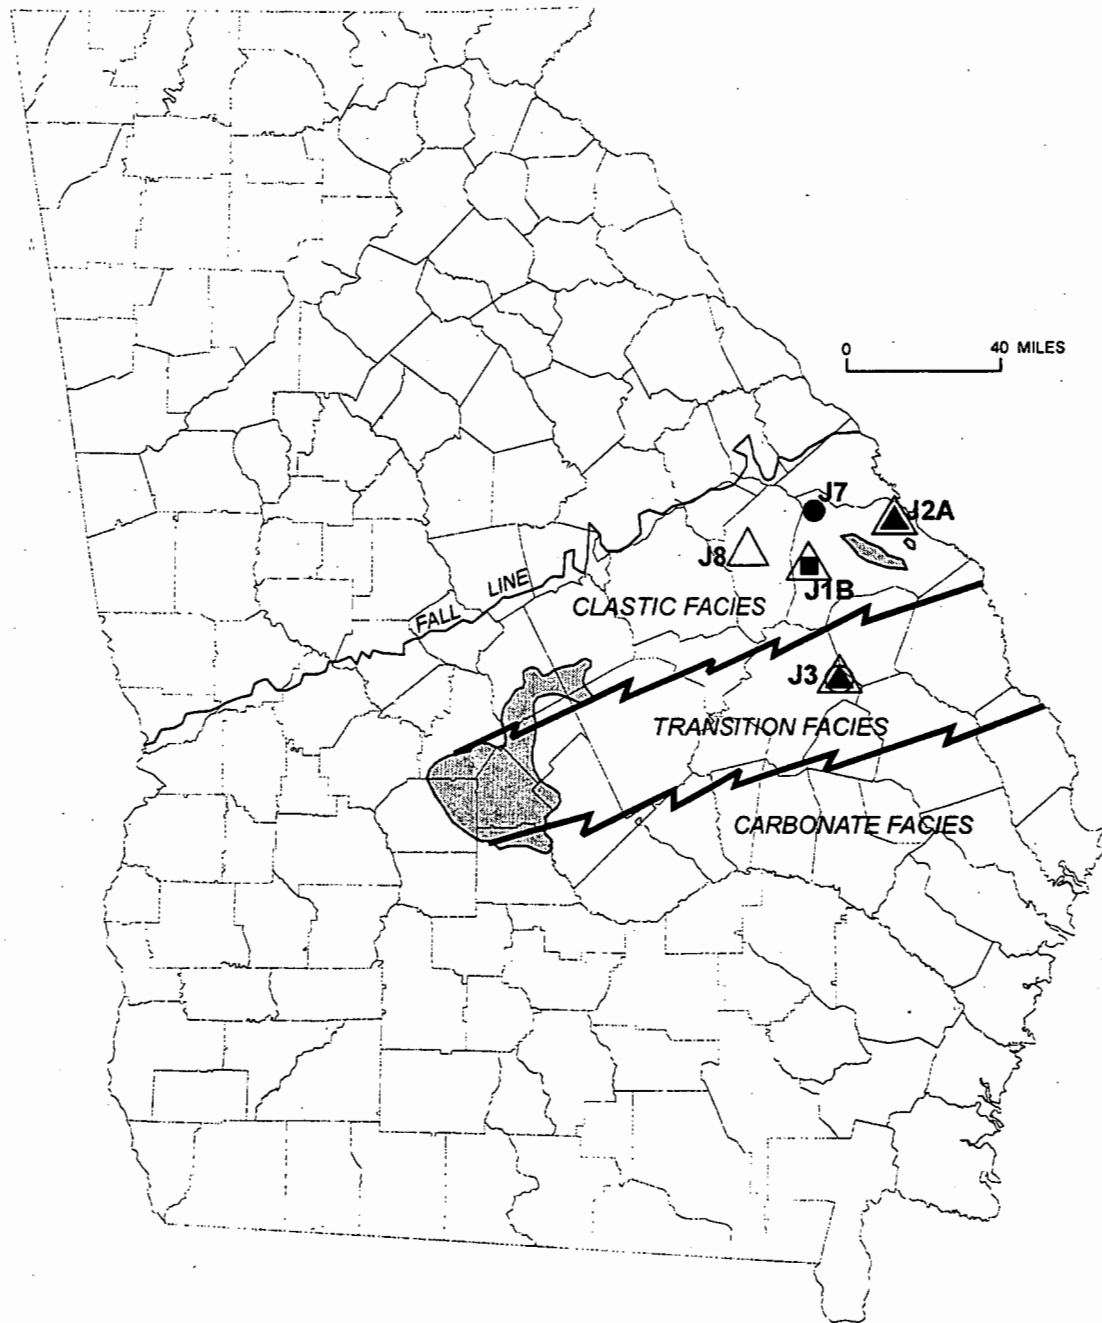 0 40 MILES
J7
J2A
J8
J1B
FALL LINE
CLASTIC FACIES
J3
TRANSITION FACIES
CARBONATE FACIES